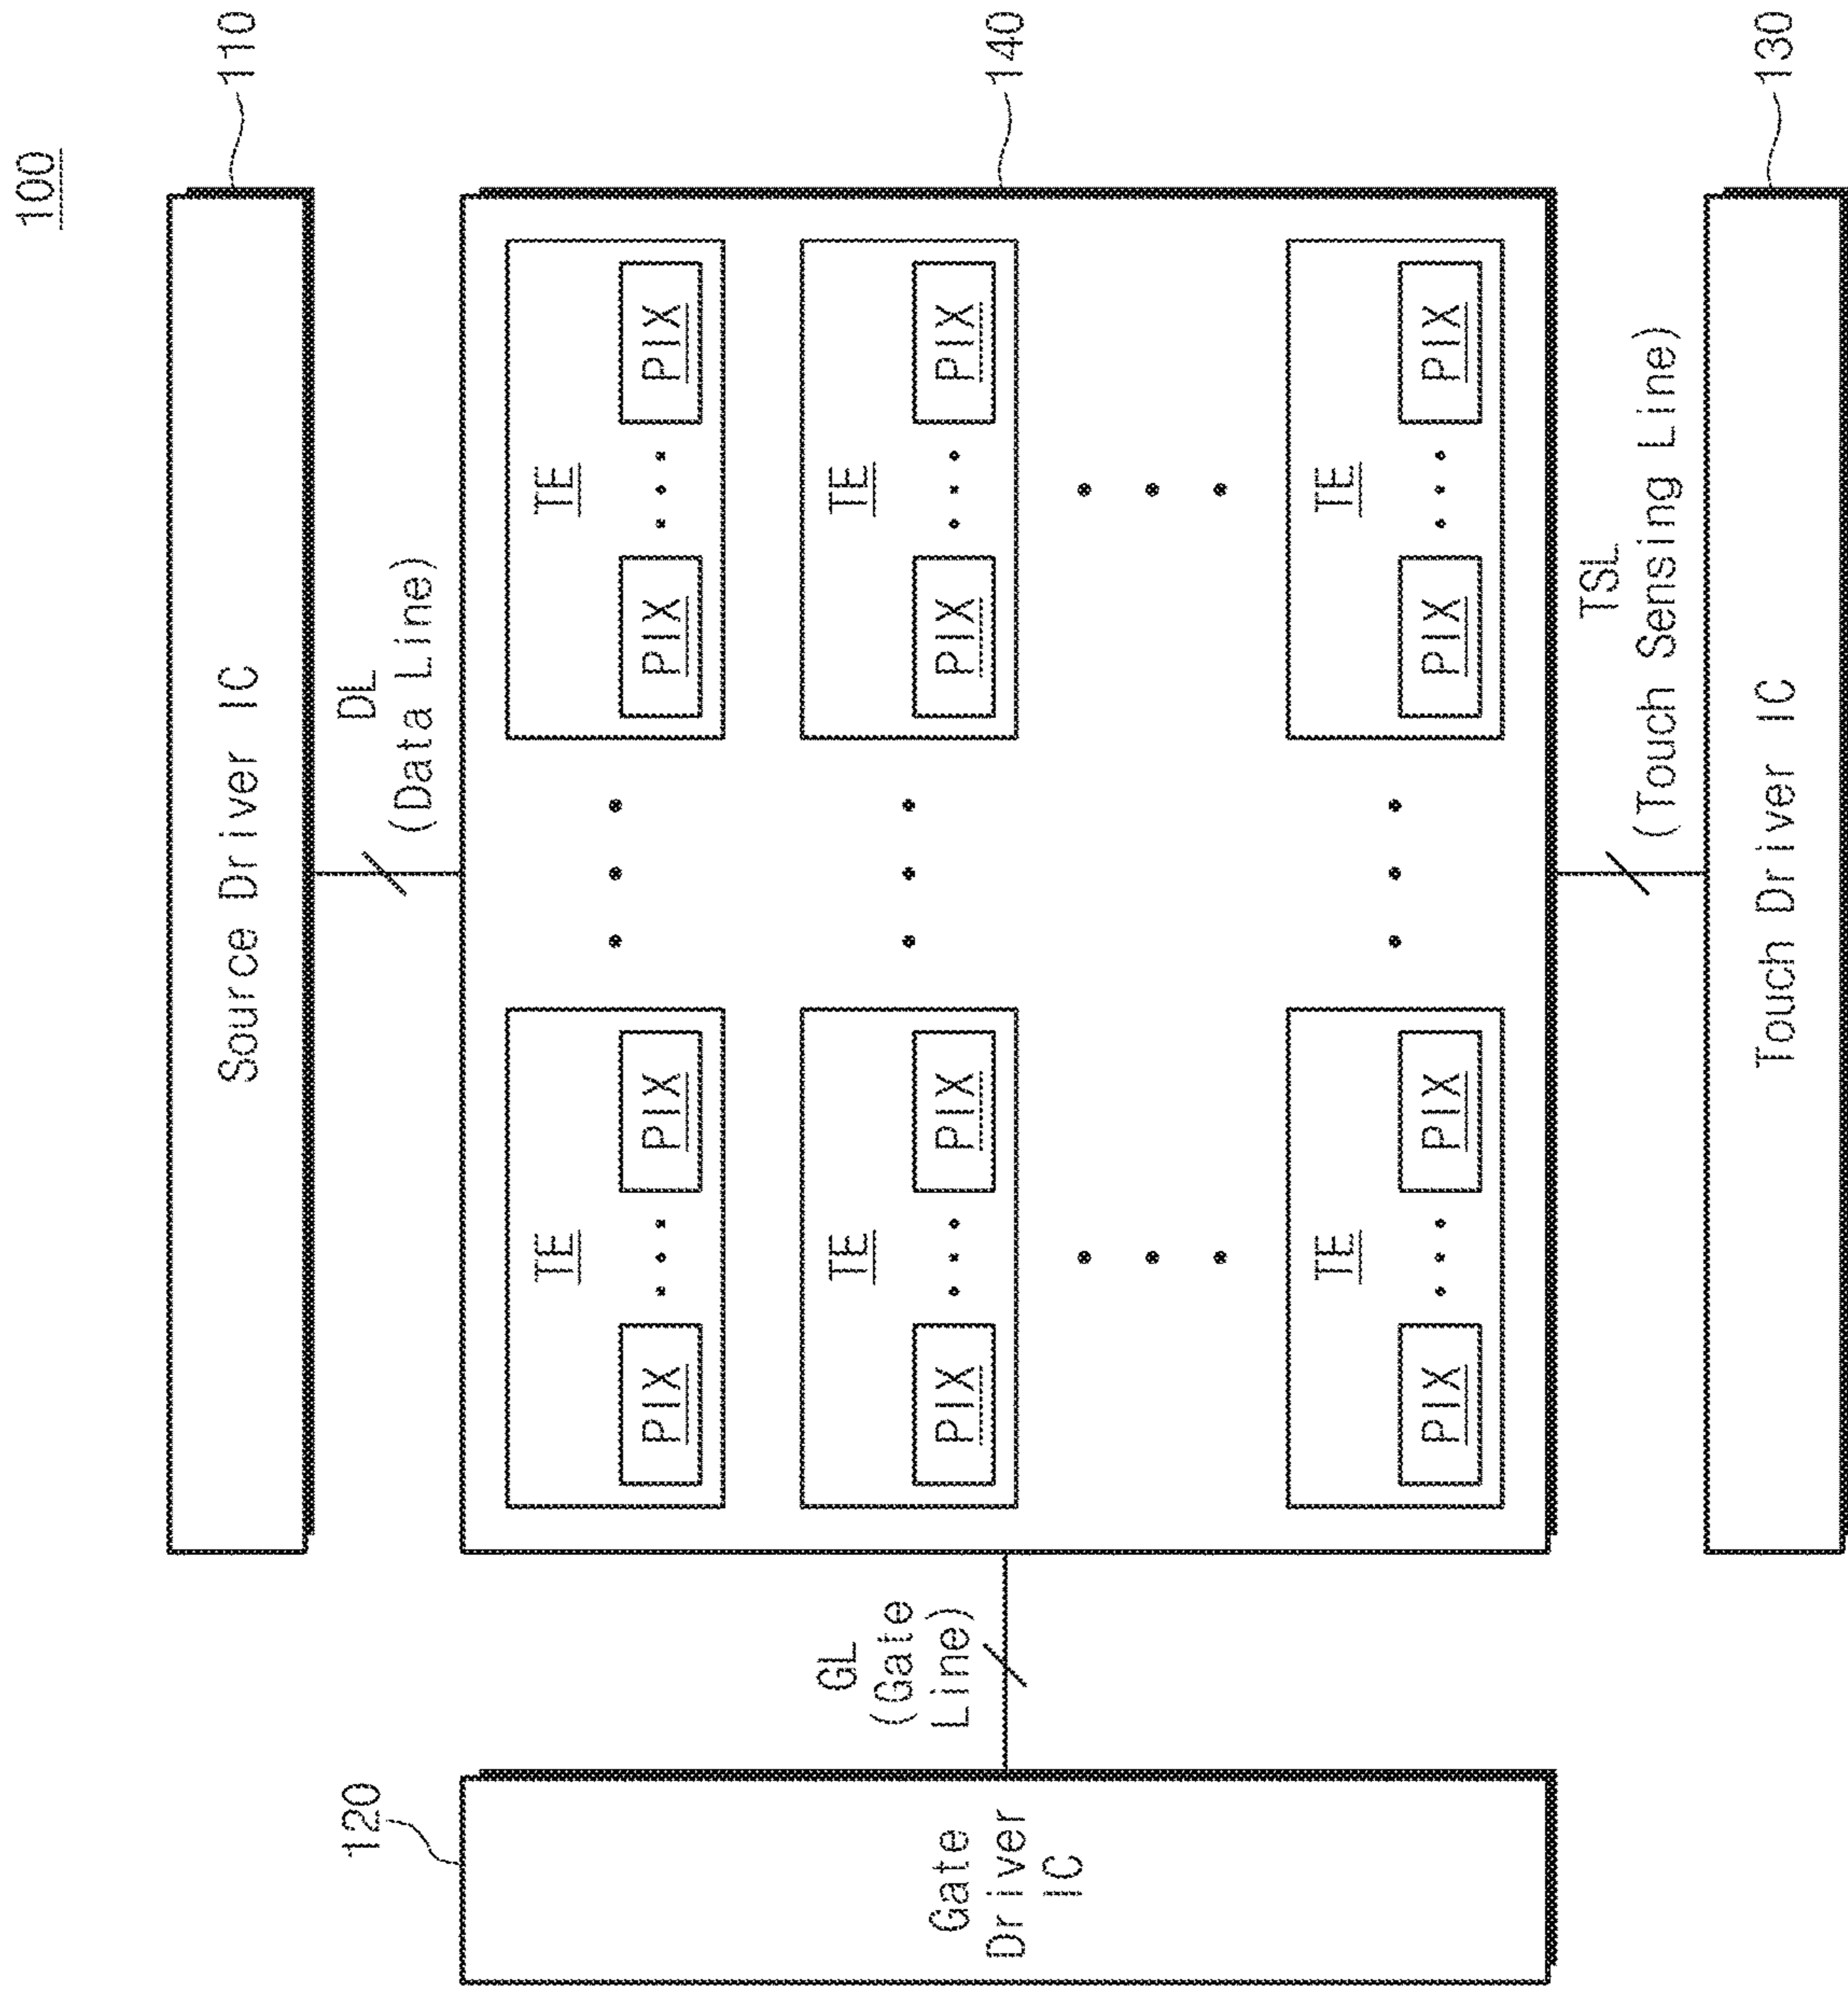 100
Source Driver IC
110
DL
(Data Line)
120
Gate
Driver
IC
GL
(Gate
Line)
140
TE
PIX PIX
TE
PIX PIX
TE
PIX PIX
TE
PIX PIX
TE
PIX PIX
TE
PIX PIX
TSL
(Touch Sensing Line)
Touch Driver IC
130